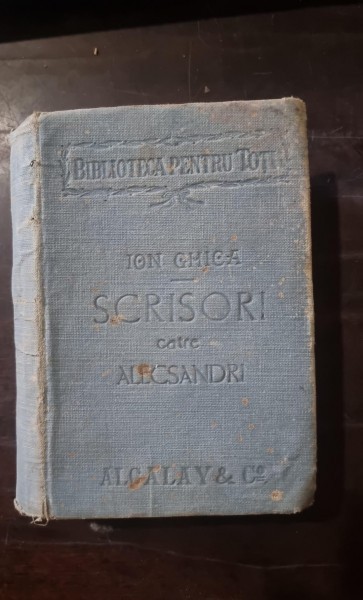 BIBLIOTECA PENTRU TOTI
ION GHICA
SCRISORI
catre
ALECSANDRI
ALCALAY & Co